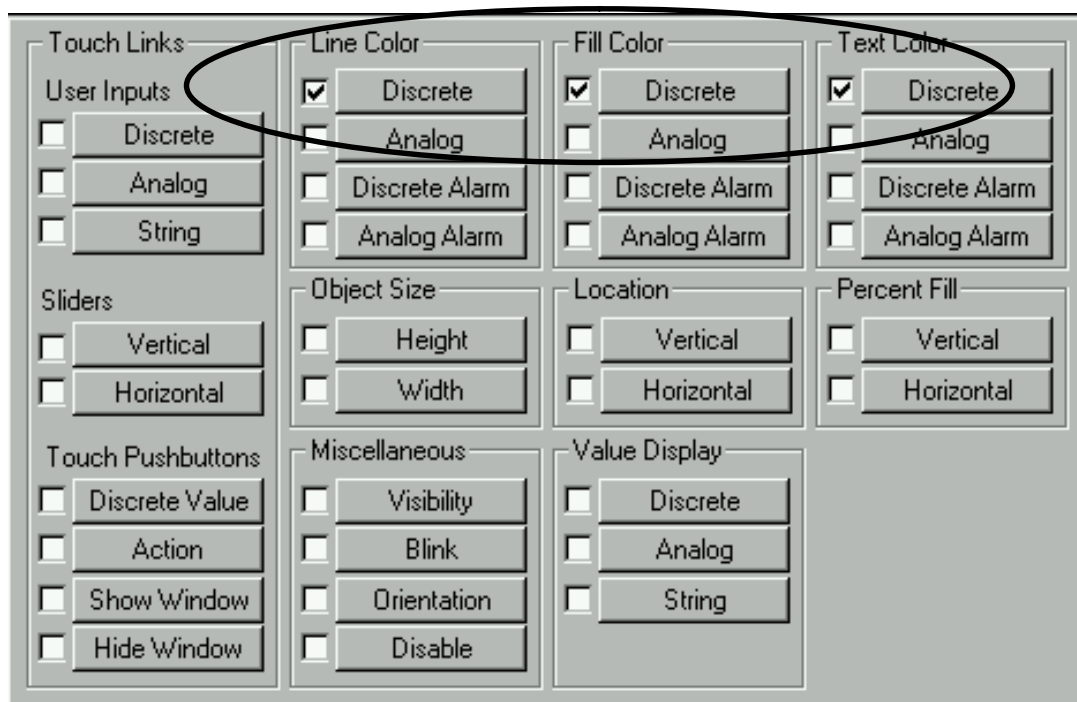 Touch Links
User Inputs
Discrete
Analog
String
Sliders
Vertical
Horizontal
Touch Pushbuttons
Discrete Value
Action
Show Window
Hide Window
Line Color
Discrete
Analog
Discrete Alarm
Analog Alarm
Fill Color
Discrete
Analog
Discrete Alarm
Analog Alarm
Text Color
Discrete
Analog
Discrete Alarm
Analog Alarm
Object Size
Height
Width
Location
Vertical
Horizontal
Percent Fill
Vertical
Horizontal
Miscellaneous
Visibility
Blink
Orientation
Disable
Value Display
Discrete
Analog
String